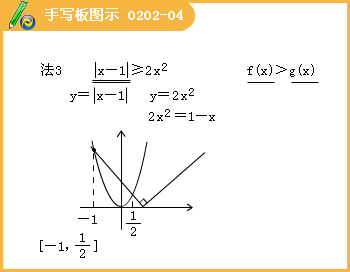 手写板图示 0202-04
法3 |x－1|≥2x² f(x)>g(x)
y=|x－1| y=2x²
2x²=1－x
－1 1/2
[－1, 1/2]